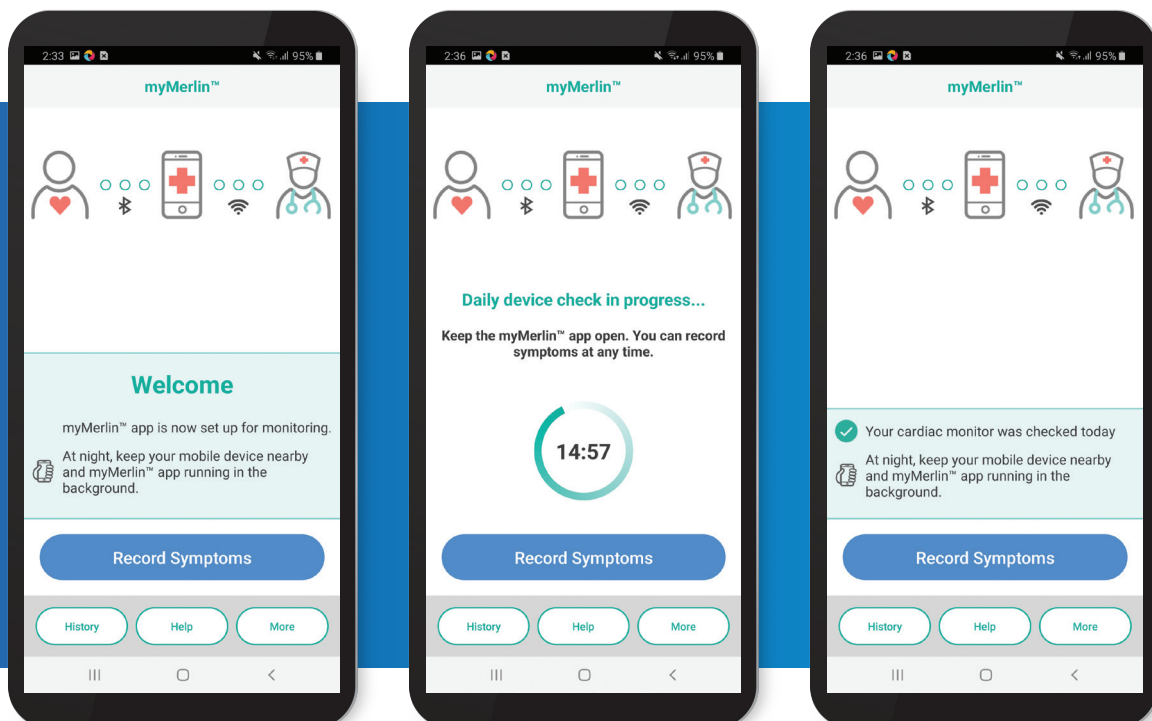 2:33
95%
myMerlin™
Welcome
myMerlin™ app is now set up for monitoring.
At night, keep your mobile device nearby
and myMerlin™ app running in the
background.
Record Symptoms
History
Help
More
2:36
95%
myMerlin™
Daily device check in progress...
Keep the myMerlin™ app open. You can record
symptoms at any time.
14:57
Record Symptoms
History
Help
More
2:36
95%
myMerlin™
Your cardiac monitor was checked today
At night, keep your mobile device nearby
and myMerlin™ app running in the
background.
Record Symptoms
History
Help
More